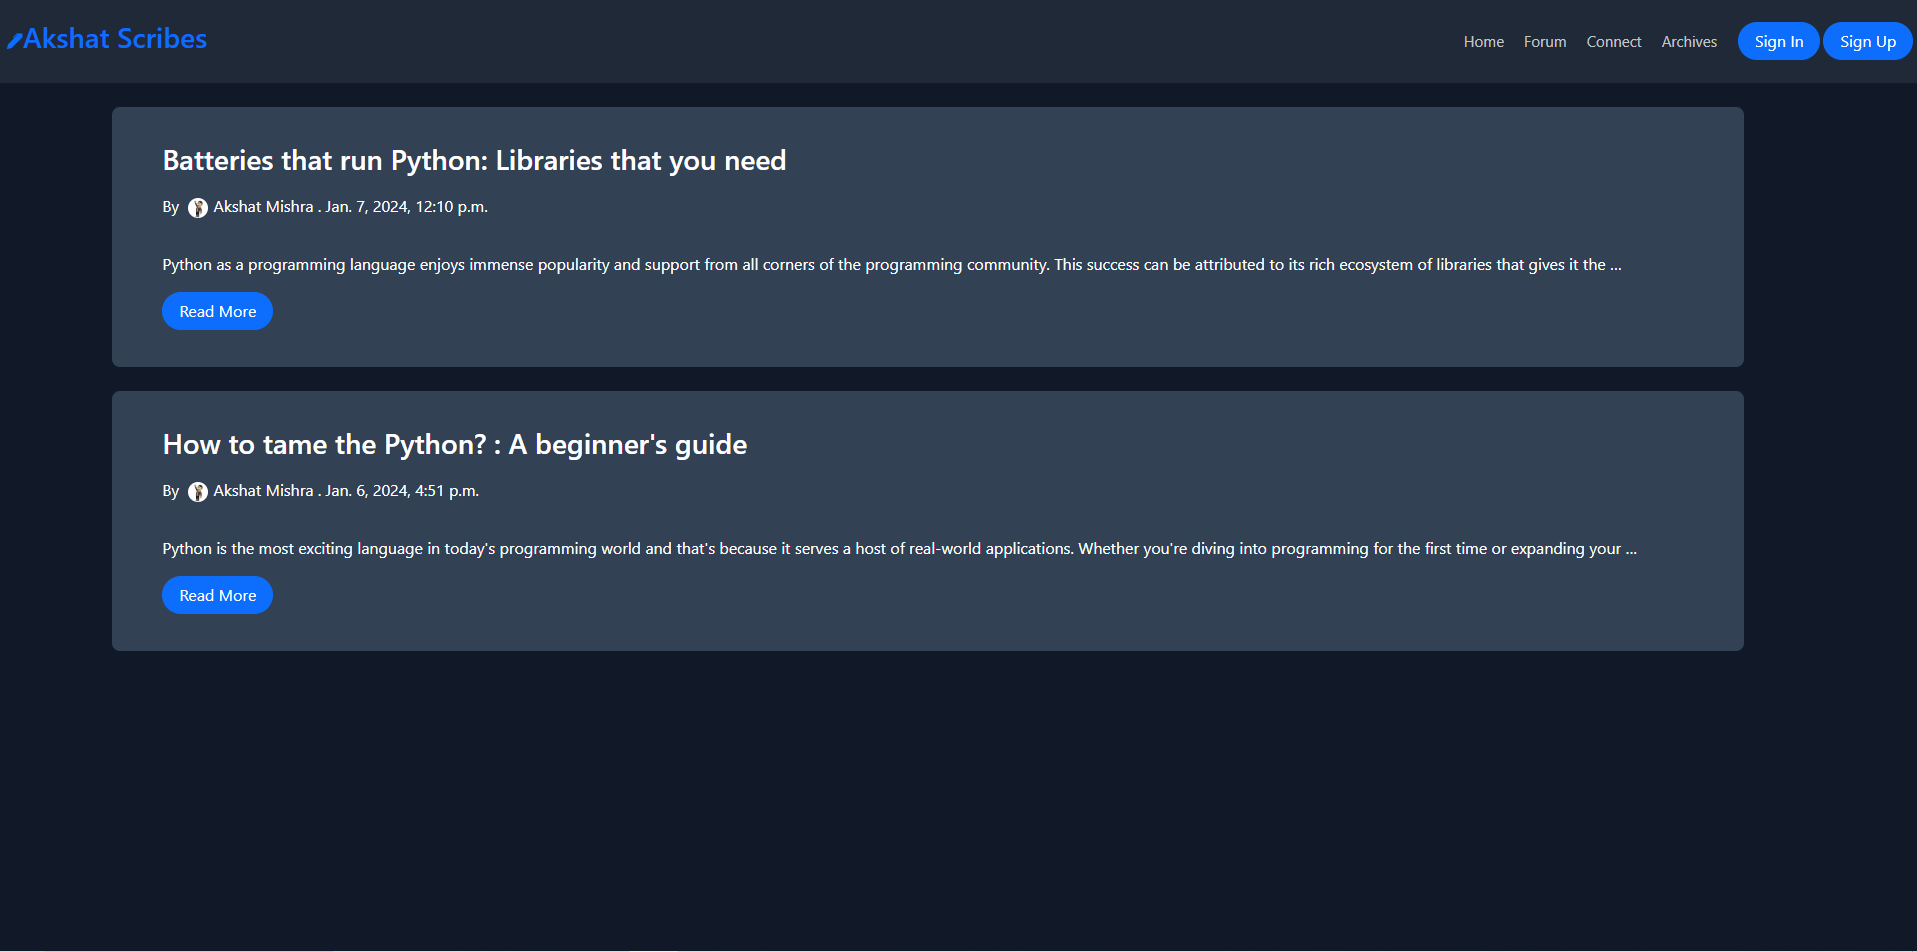 Akshat Scribes
Home Forum Connect Archives Sign In Sign Up
Batteries that run Python: Libraries that you need
By Akshat Mishra . Jan. 7, 2024, 12:10 p.m.
Python as a programming language enjoys immense popularity and support from all corners of the programming community. This success can be attributed to its rich ecosystem of libraries that gives it the ...
Read More
How to tame the Python? : A beginner's guide
By Akshat Mishra . Jan. 6, 2024, 4:51 p.m.
Python is the most exciting language in today's programming world and that's because it serves a host of real-world applications. Whether you're diving into programming for the first time or expanding your ...
Read More